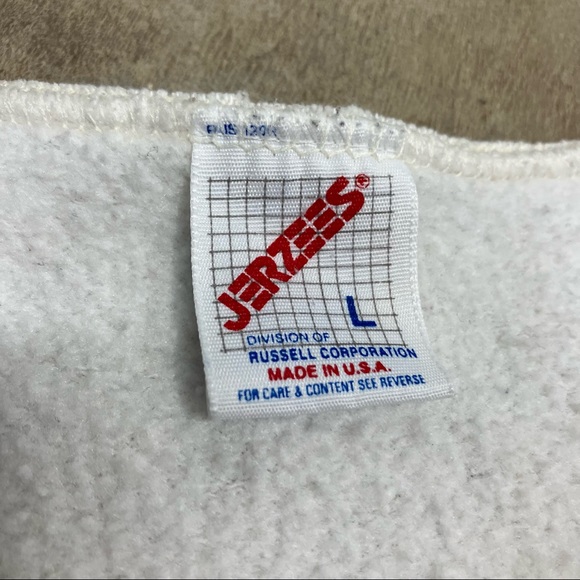 JERZEES®
L
DIVISION OF
RUSSELL CORPORATION
MADE IN U.S.A.
FOR CARE & CONTENT SEE REVERSE